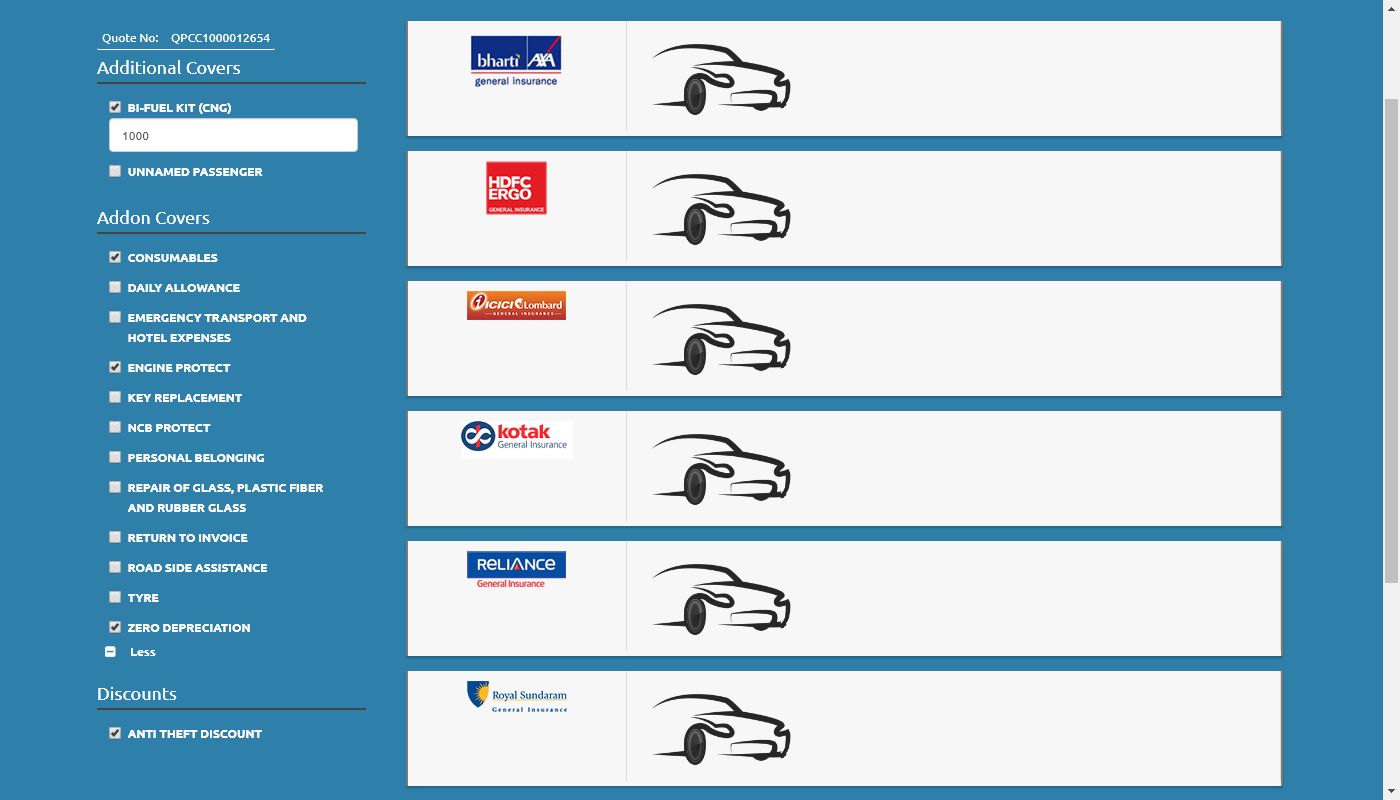 Quote No: QPCC1000012654
Additional Covers
BI-FUEL KIT (CNG)
1000
UNNAMED PASSENGER
Addon Covers
CONSUMABLES
DAILY ALLOWANCE
EMERGENCY TRANSPORT AND
HOTEL EXPENSES
ENGINE PROTECT
KEY REPLACEMENT
NCB PROTECT
PERSONAL BELONGING
REPAIR OF GLASS, PLASTIC FIBER
AND RUBBER GLASS
RETURN TO INVOICE
ROAD SIDE ASSISTANCE
TYRE
ZERO DEPRECIATION
Less
Discounts
ANTI THEFT DISCOUNT
bharti AXA
general insurance
HDFC
ERGO
GENERAL INSURANCE
ICICI Lombard
GENERAL INSURANCE
kotak
General Insurance
RELIANCE
General Insurance
Royal Sundaram
General Insurance